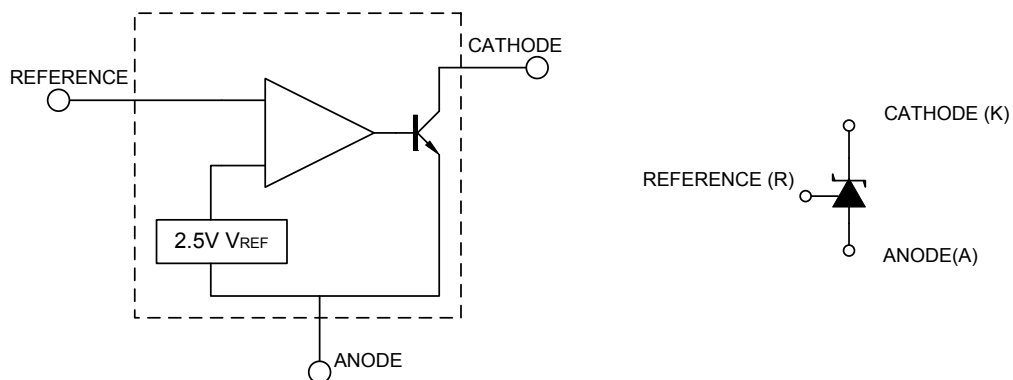 CATHODE
REFERENCE
2.5V VREF
ANODE
CATHODE (K)
REFERENCE (R)
ANODE(A)